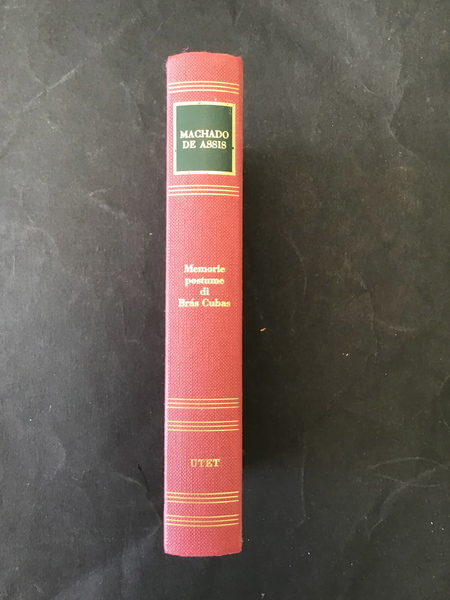 MACHADO
DE ASSIS
Memorie
postume
di
Brás Cubas
UTET